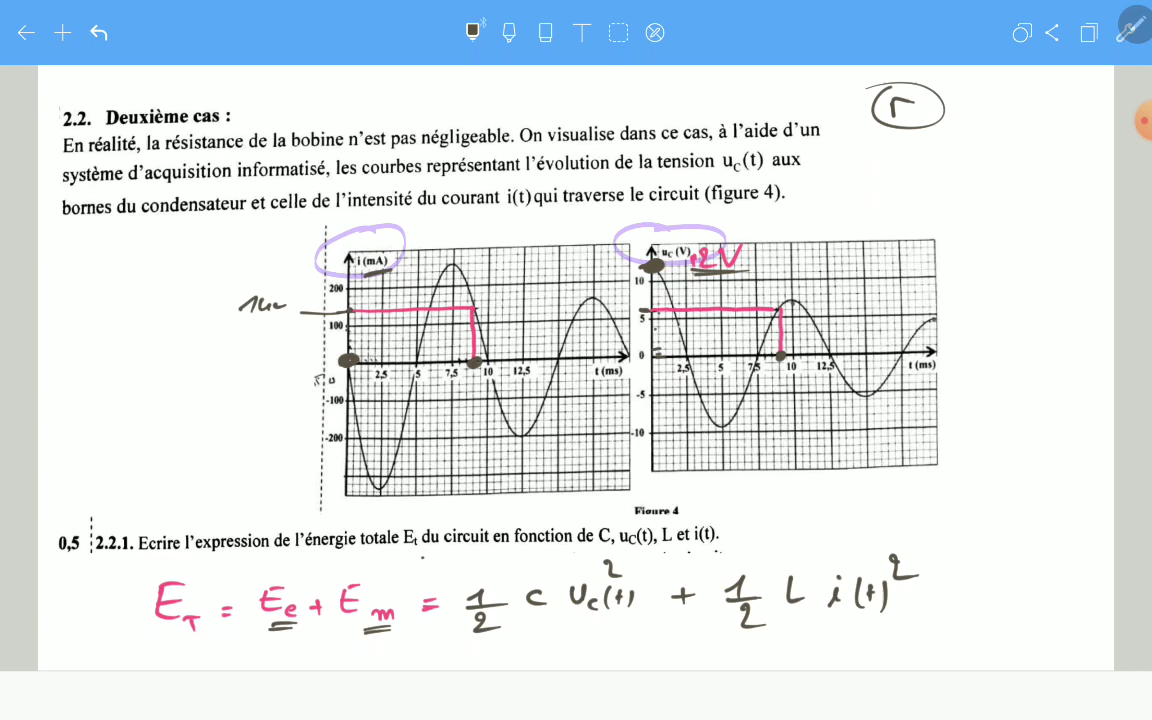 r
2.2. Deuxième cas :
En réalité, la résistance de la bobine n'est pas négligeable. On visualise dans ce cas, à l'aide d'un
système d'acquisition informatisé, les courbes représentant l'évolution de la tension u_C(t) aux
bornes du condensateur et celle de l'intensité du courant i(t) qui traverse le circuit (figure 4).
i (mA)
200
100
-100
-200
2,5 5 7,5 10 12,5 t (ms)
u_C (V) 12V
10
5
0
-5
-10
2,5 5 7,5 10 12,5 t (ms)
Figure 4
0,5 2.2.1. Ecrire l'expression de l'énergie totale E_t du circuit en fonction de C, u_C(t), L et i(t).
E_T = E_e + E_m = 1/2 C U_C²(t) + 1/2 L i(t)²